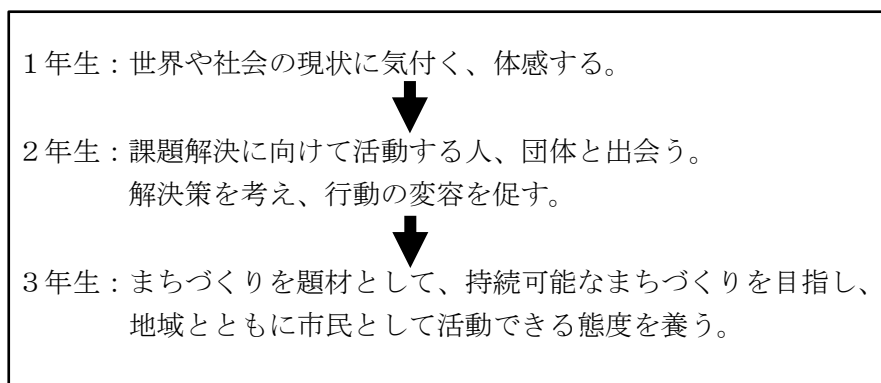 １年生：世界や社会の現状に気付く、体感する。
２年生：課題解決に向けて活動する人、団体と出会う。
解決策を考え、行動の変容を促す。
３年生：まちづくりを題材として、持続可能なまちづくりを目指し、
地域とともに市民として活動できる態度を養う。